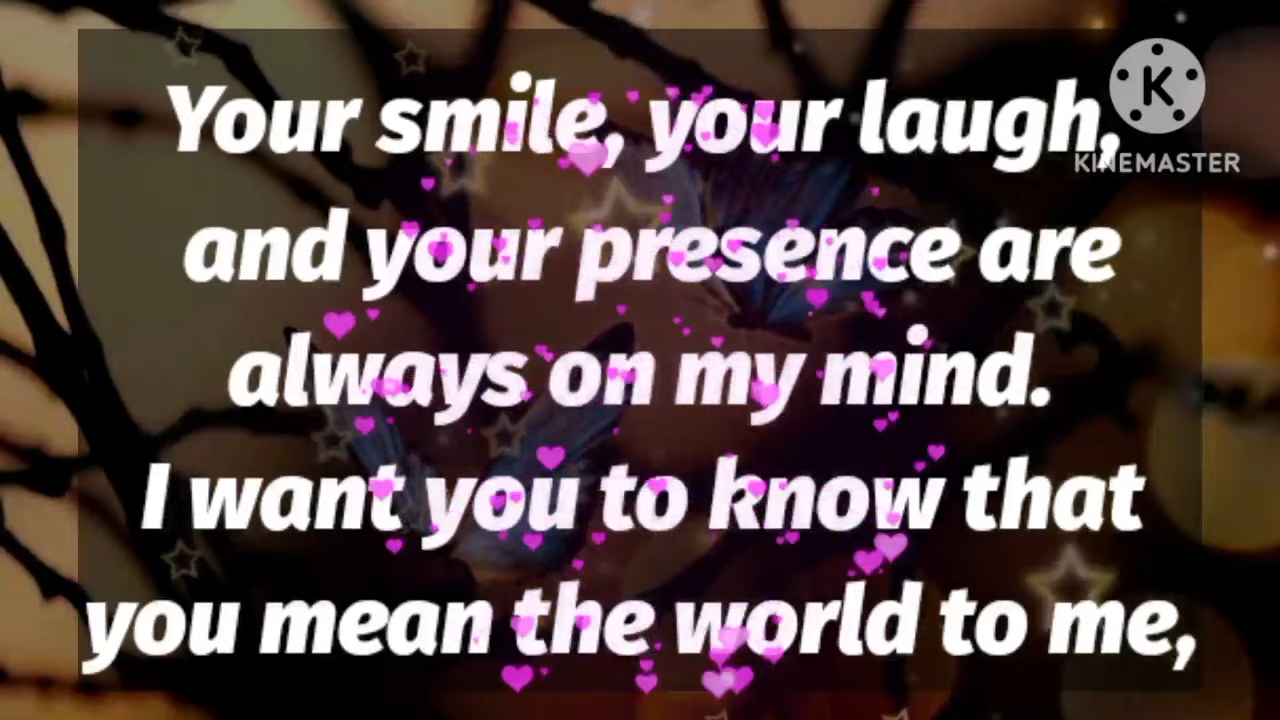 Your smile, your laugh,
K
KINEMASTER
and your presence are
always on my mind.
I want you to know that
you mean the world to me,